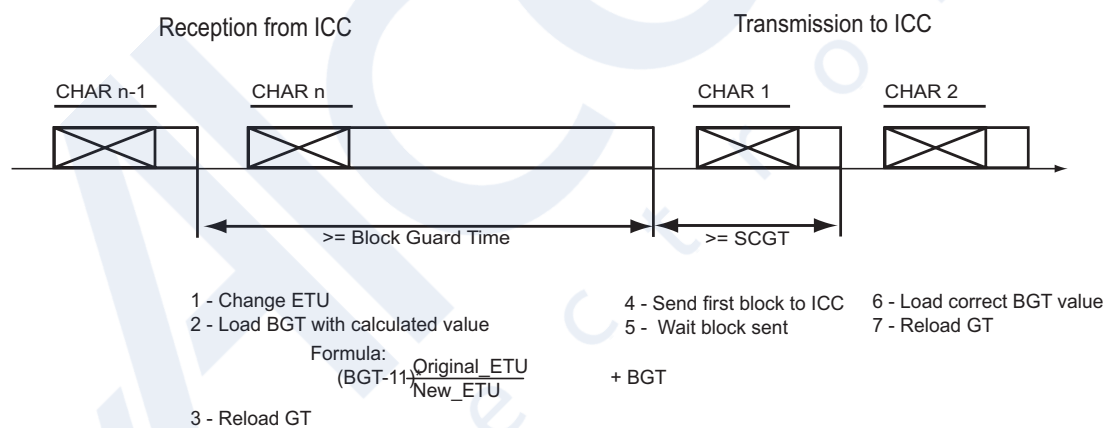 Reception from ICC
Transmission to ICC
CHAR n-1
CHAR n
CHAR 1
CHAR 2
>= Block Guard Time
>= SCGT
1 - Change ETU
2 - Load BGT with calculated value
Formula:
(BGT-11)* Original_ETU / New_ETU + BGT
3 - Reload GT
4 - Send first block to ICC
5 - Wait block sent
6 - Load correct BGT value
7 - Reload GT